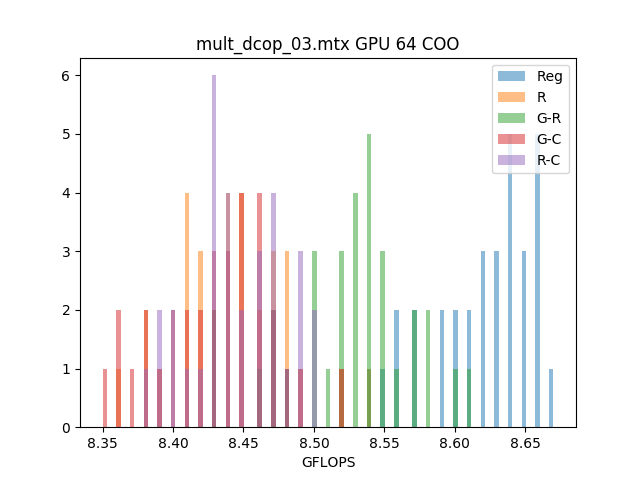 mult_dcop_03.mtx GPU 64 COO
Reg
R
G-R
G-C
R-C
6
5
4
3
2
1
0
8.35 8.40 8.45 8.50 8.55 8.60 8.65
GFLOPS